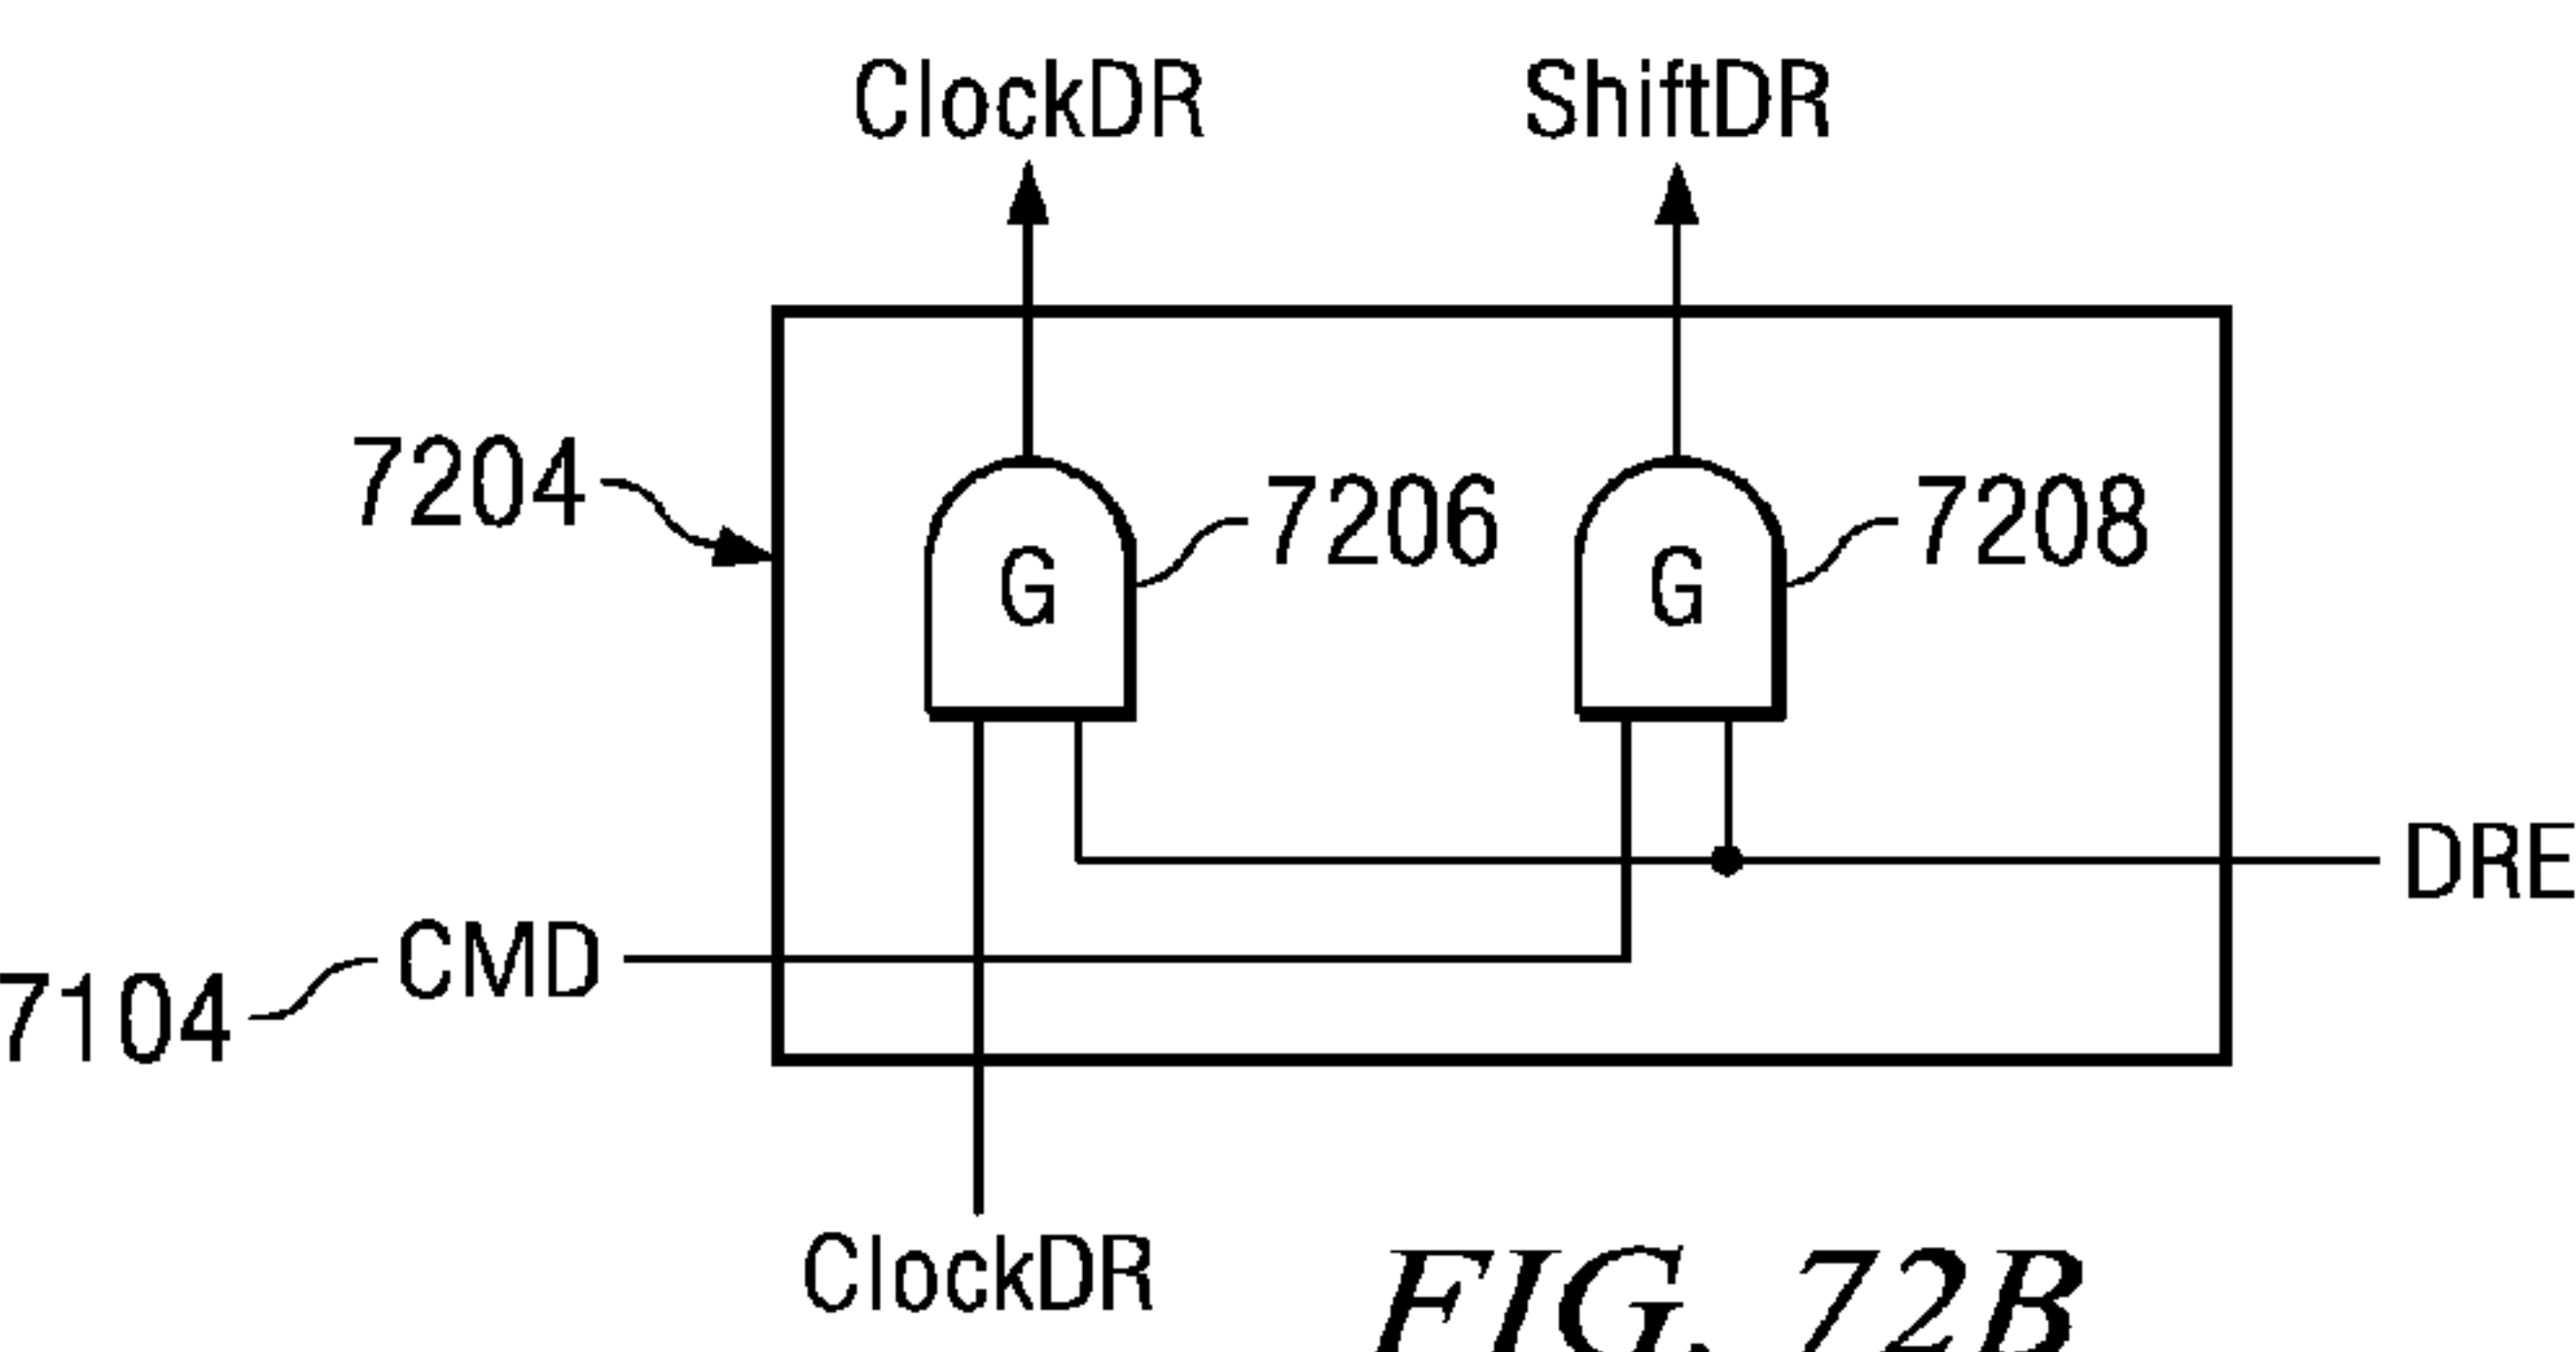 ClockDR ShiftDR
7204 G 7206 G 7208
DRE
7104 CMD
ClockDR
FIG. 72B